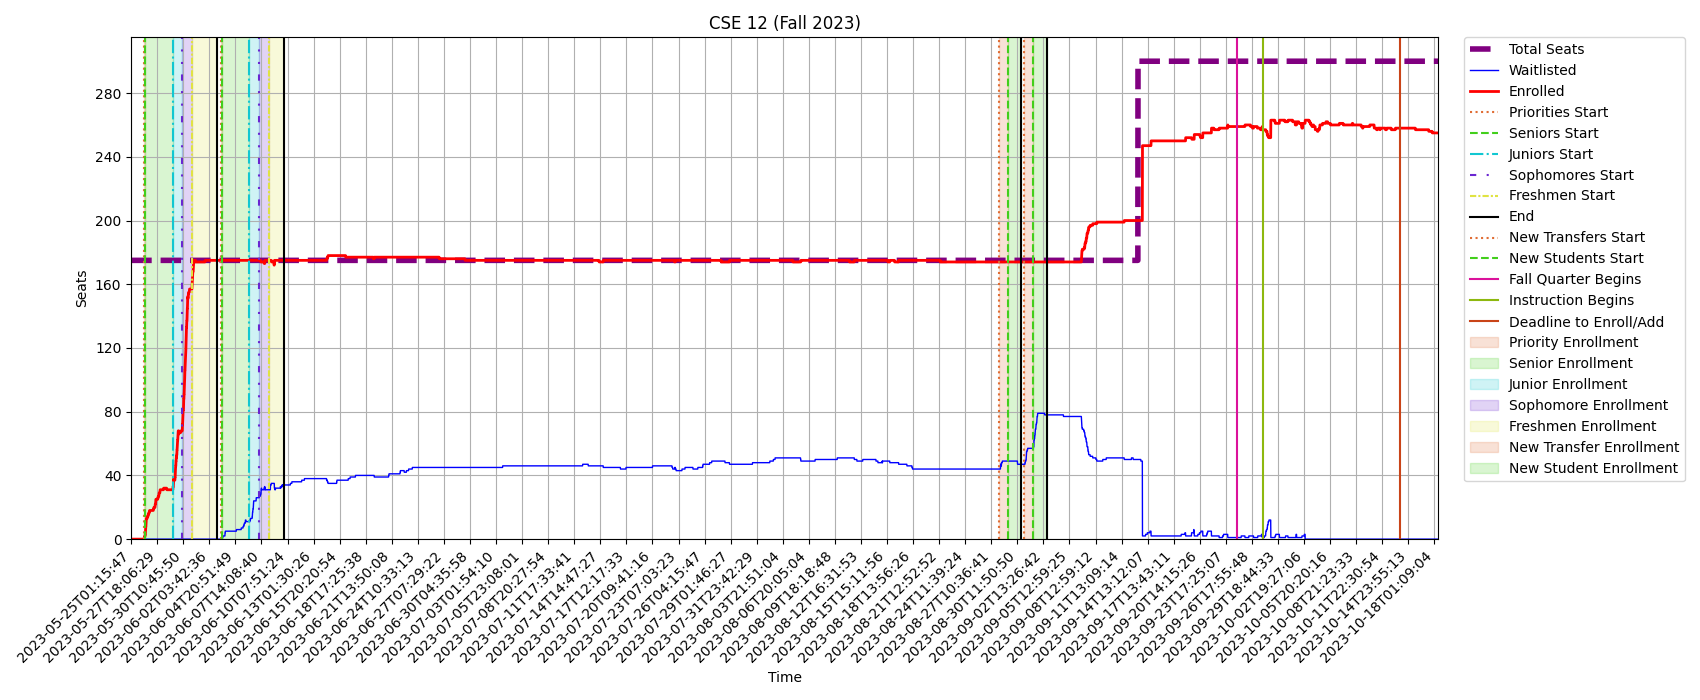 CSE 12 (Fall 2023)
Seats
280
240
200
160
120
80
40
0
2023-05-25T01:15:47
2023-05-27T18:06:29
2023-05-30T10:45:50
2023-06-02T03:42:36
2023-06-04T20:51:49
2023-06-07T14:08:40
2023-06-10T07:51:24
2023-06-13T01:30:26
2023-06-15T20:20:54
2023-06-18T17:25:38
2023-06-21T13:50:08
2023-06-24T10:33:13
2023-06-27T07:29:22
2023-06-30T04:35:58
2023-07-03T01:54:10
2023-07-05T23:08:01
2023-07-08T20:27:54
2023-07-11T17:33:41
2023-07-14T14:47:27
2023-07-17T12:17:33
2023-07-20T09:41:16
2023-07-23T07:03:23
2023-07-26T04:15:47
2023-07-29T01:46:27
2023-07-31T23:42:29
2023-08-03T21:51:04
2023-08-06T20:05:04
2023-08-09T18:18:48
2023-08-12T16:31:53
2023-08-15T15:11:56
2023-08-18T13:56:26
2023-08-21T12:52:52
2023-08-24T11:39:24
2023-08-27T10:36:41
2023-08-30T11:50:50
2023-09-02T13:26:42
2023-09-05T12:59:25
2023-09-08T12:59:12
2023-09-11T13:09:14
2023-09-14T13:12:07
2023-09-17T13:43:11
2023-09-20T14:15:26
2023-09-23T17:25:07
2023-09-26T17:55:48
2023-09-29T18:44:33
2023-10-02T19:27:06
2023-10-05T20:20:16
2023-10-08T21:23:33
2023-10-11T22:30:54
2023-10-14T23:55:13
2023-10-18T01:09:04
Time
Total Seats
Waitlisted
Enrolled
Priorities Start
Seniors Start
Juniors Start
Sophomores Start
Freshmen Start
End
New Transfers Start
New Students Start
Fall Quarter Begins
Instruction Begins
Deadline to Enroll/Add
Priority Enrollment
Senior Enrollment
Junior Enrollment
Sophomore Enrollment
Freshmen Enrollment
New Transfer Enrollment
New Student Enrollment